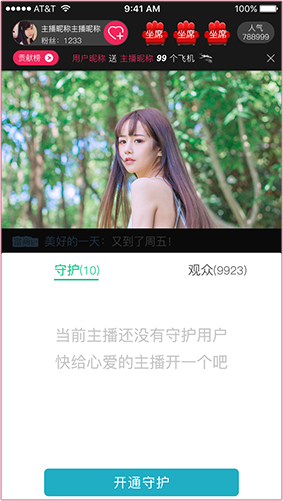 AT&T 9:41 AM 100%
主播昵称主播昵称
粉丝：1233
坐席 坐席 坐席
人气
788999
贡献榜 用户昵称 送 主播昵称 99 个飞机
美好的一天：又到了周五！
守护(10) 观众(9923)
当前主播还没有守护用户
快给心爱的主播开一个吧
开通守护